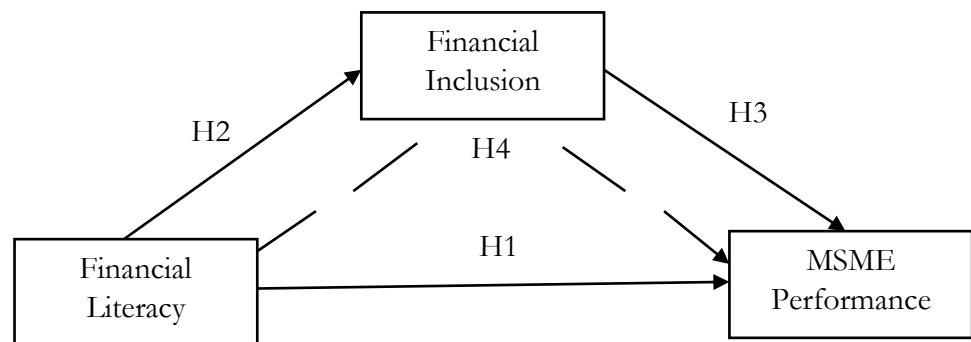 Financial
Inclusion
H2
H4
H3
Financial
Literacy
H1
MSME
Performance